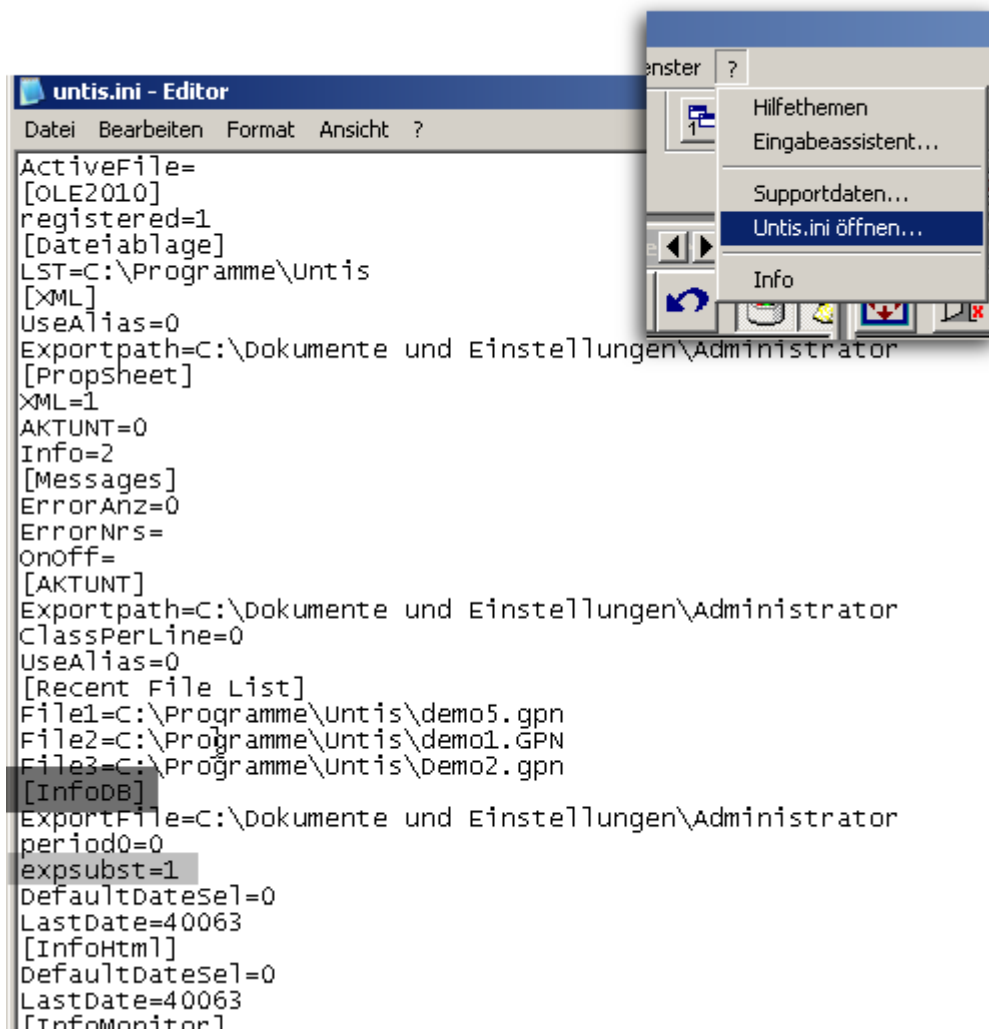 enster ?
Hilfethemen
Eingabeassistent...
Supportdaten...
Untis.ini öffnen...
Info
untis.ini - Editor
Datei Bearbeiten Format Ansicht ?
ActiveFile=
[OLE2010]
registered=1
[Dateiablage]
LST=C:\Programme\Untis
[XML]
UseAlias=0
Exportpath=C:\Dokumente und Einstellungen\Administrator
[PropSheet]
XML=1
AKTUNT=0
Info=2
[Messages]
ErrorAnz=0
ErrorNrs=
OnOff=
[AKTUNT]
Exportpath=C:\Dokumente und Einstellungen\Administrator
ClassPerLine=0
UseAlias=0
[Recent File List]
File1=C:\Programme\Untis\demo5.gpn
File2=C:\Programme\Untis\demo1.GPN
File3=C:\Programme\Untis\Demo2.gpn
[InfoDB]
ExportFile=C:\Dokumente und Einstellungen\Administrator
period0=0
expsubst=1
DefaultDateSel=0
LastDate=40063
[InfoHtml]
DefaultDateSel=0
LastDate=40063
[InfoMonitor]